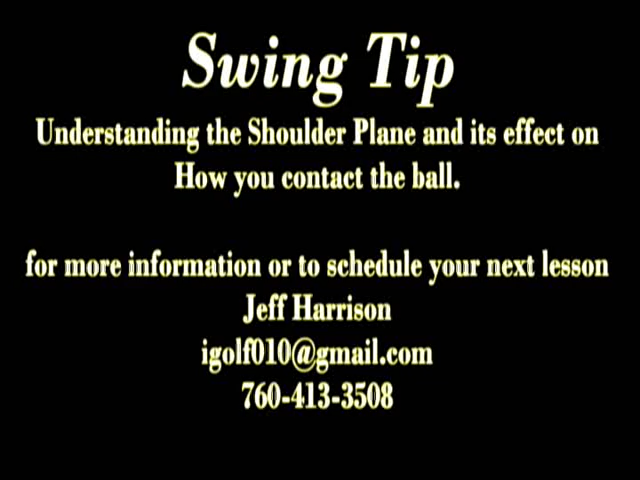 Swing Tip
Understanding the Shoulder Plane and its effect on
How you contact the ball.
for more information or to schedule your next lesson
Jeff Harrison
igolf010@gmail.com
760-413-3508